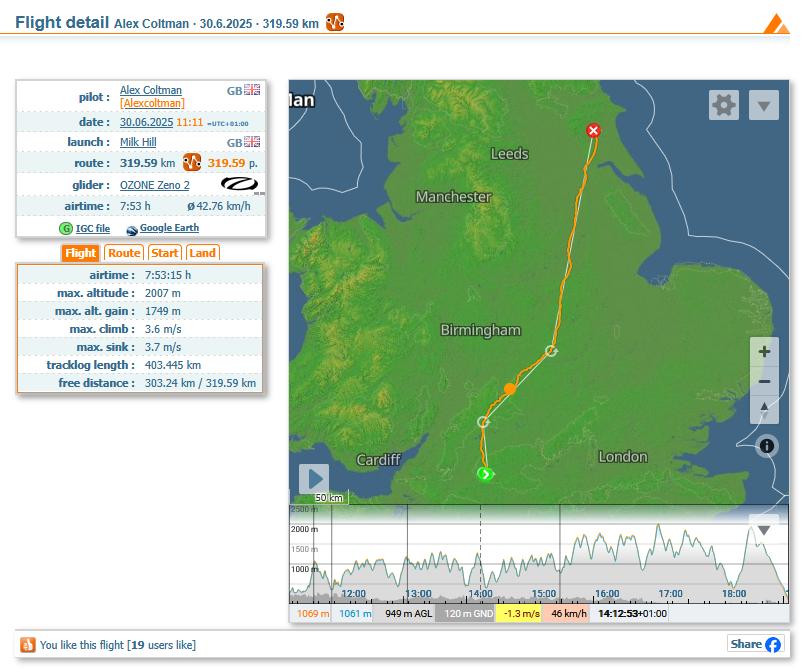 Flight detail Alex Coltman · 30.6.2025 · 319.59 km
pilot : Alex Coltman GB
[Alexcoltman]
date : 30.06.2025 11:11 =UTC+01:00
launch : Milk Hill GB
route : 319.59 km 319.59 p.
glider : OZONE Zeno 2
airtime : 7:53 h ø 42.76 km/h
G IGC file Google Earth
Flight Route Start Land
airtime : 7:53:15 h
max. altitude : 2007 m
max. alt. gain : 1749 m
max. climb : 3.6 m/s
max. sink : 3.7 m/s
tracklog length : 403.445 km
free distance : 303.24 km / 319.59 km
Man
Leeds
Manchester
Birmingham
Cardiff
London
+
−
i
50 km
2500 m
2000 m
1500 m
1000 m
12:00 13:00 14:00 15:00 16:00 17:00 18:00
1069 m 1061 m 949 m AGL 120 m GND -1.3 m/s 46 km/h 14:12:53+01:00
You like this flight [19 users like]
Share